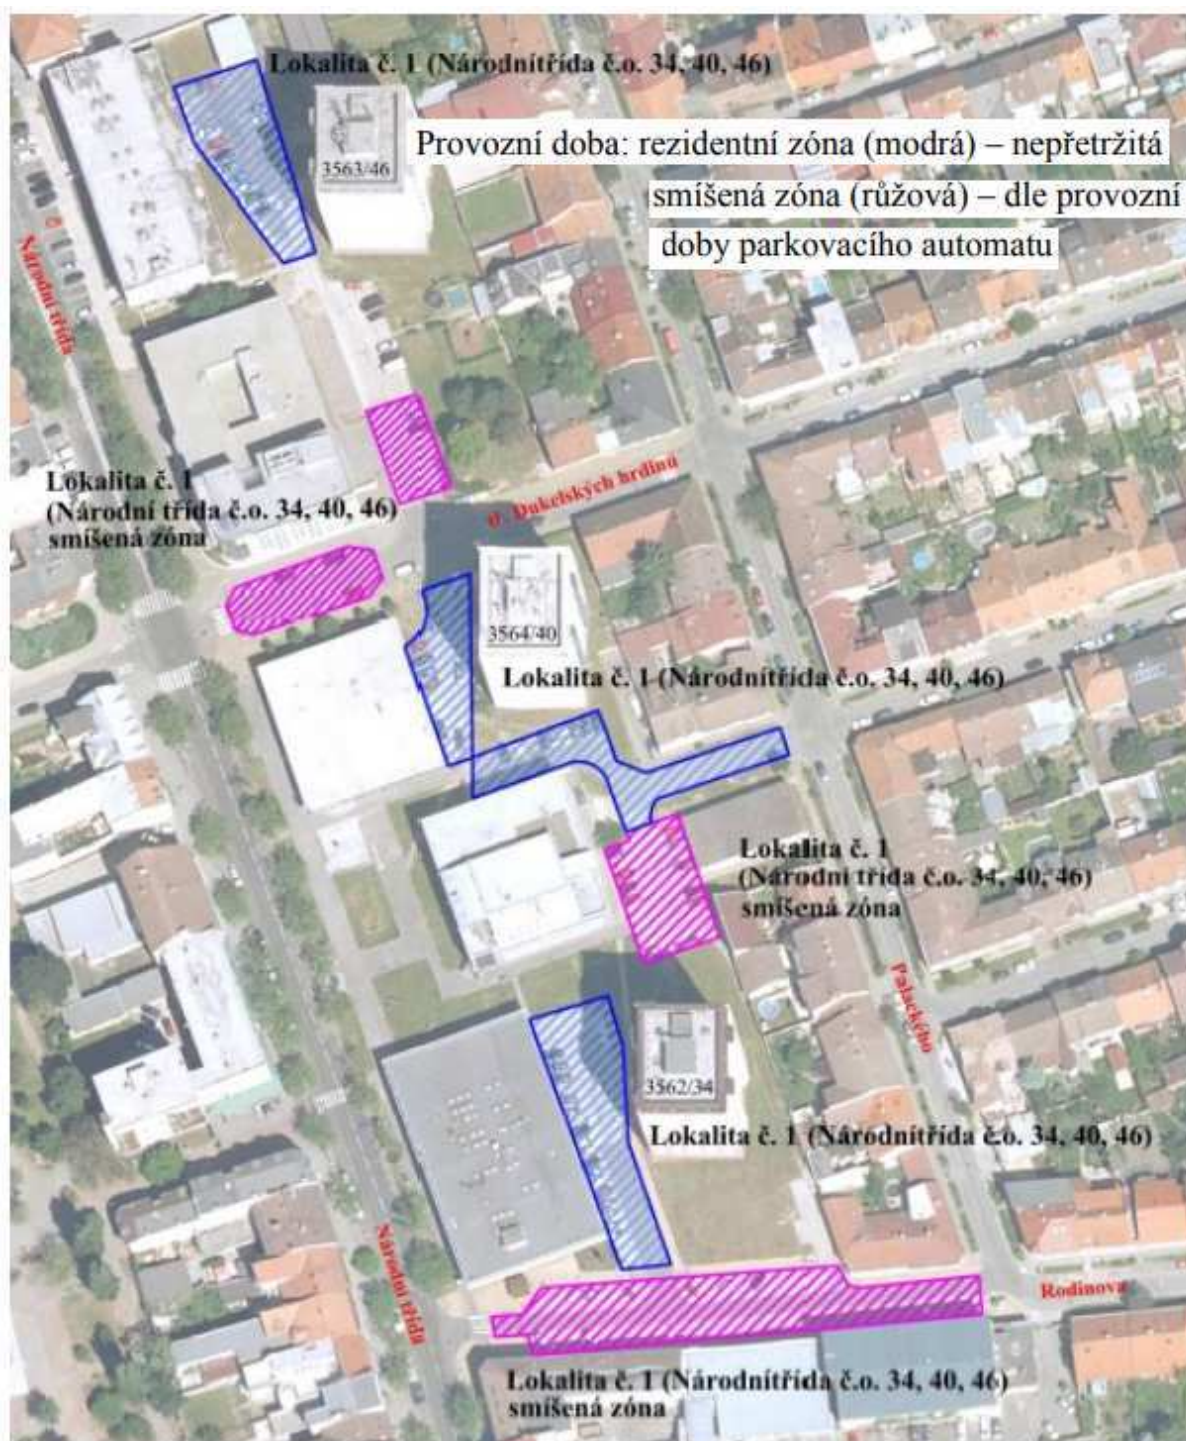 Lokalita č. 1 (Národnítřída č.o. 34, 40, 46)
Provozní doba: rezidentní zóna (modrá) – nepřetržitá
smíšená zóna (růžová) – dle provozní
doby parkovacího automatu
3563/46
Národní třída
Lokalita č. 1
(Národní třída č.o. 34, 40, 46)
smíšená zóna
tř. Dukelských hrdinů
3564/40
Lokalita č. 1 (Národnítřída č.o. 34, 40, 46)
Lokalita č. 1
(Národní třída č.o. 34, 40, 46)
smíšená zóna
Palackého
3562/34
Lokalita č. 1 (Národnítřída č.o. 34, 40, 46)
Národní třída
Rodinova
Lokalita č. 1 (Národnítřída č.o. 34, 40, 46)
smíšená zóna